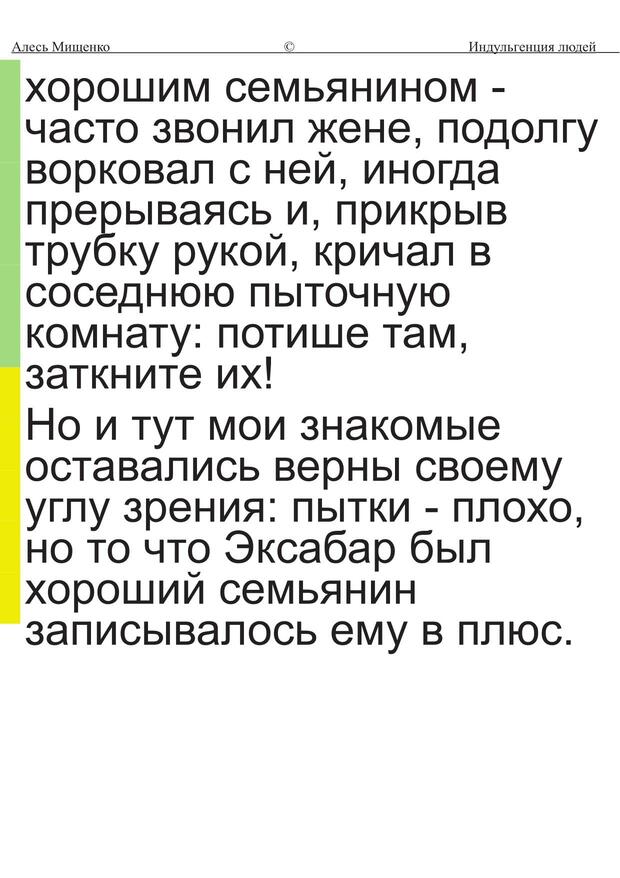 Алесь Мищенко © Индульгенция людей
хорошим семьянином -
часто звонил жене, подолгу
ворковал с ней, иногда
прерываясь и, прикрыв
трубку рукой, кричал в
соседнюю пыточную
комнату: потише там,
заткните их!
Но и тут мои знакомые
оставались верны своему
углу зрения: пытки - плохо,
но то что Эксабар был
хороший семьянин
записывалось ему в плюс.